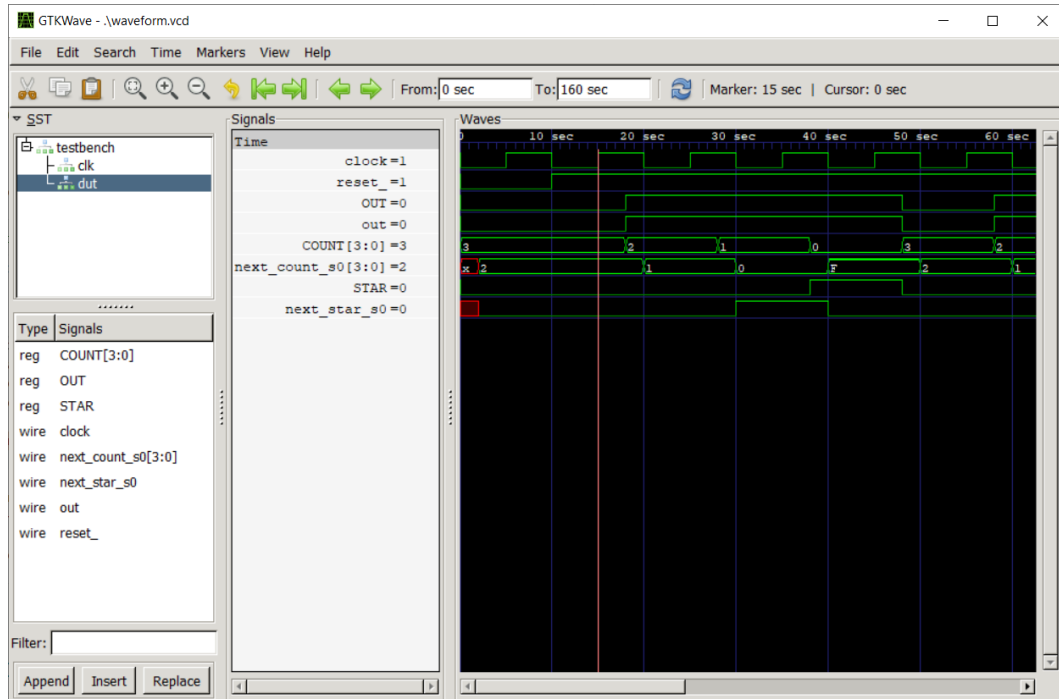 GTKWave - .\waveform.vcd
File Edit Search Time Markers View Help
From: 0 sec To: 160 sec Marker: 15 sec | Cursor: 0 sec
SST
testbench
clk
dut
Type Signals
reg COUNT[3:0]
reg OUT
reg STAR
wire clock
wire next_count_s0[3:0]
wire next_star_s0
wire out
wire reset_
Filter:
Append Insert Replace
Signals
Time
clock=1
reset_=1
OUT=0
out=0
COUNT[3:0]=3
next_count_s0[3:0]=2
STAR=0
next_star_s0=0
Waves
0 10 sec 20 sec 30 sec 40 sec 50 sec 60 sec
3 2 1 0 3 2
x 2 1 0 F 2 1